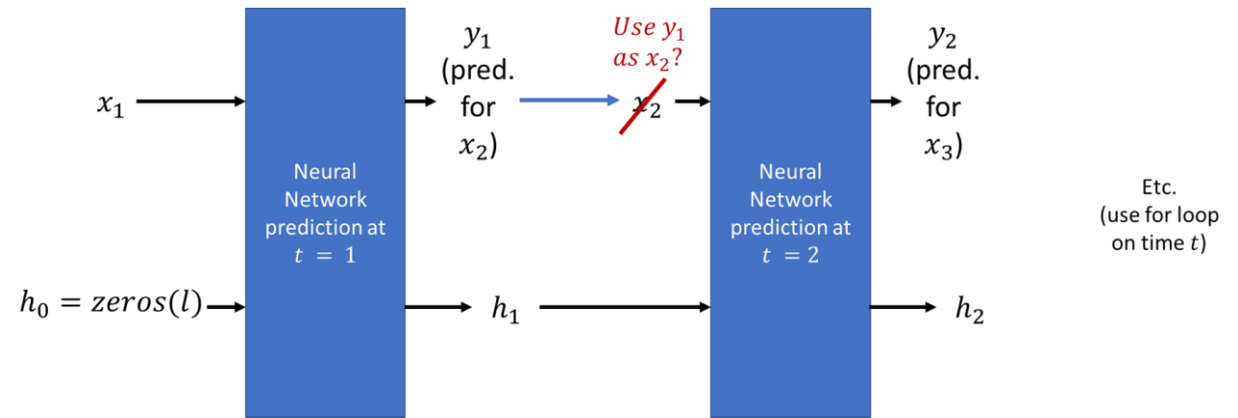 x₁
h₀ = zeros(l)
Neural
Network
prediction at
t = 1
y₁
(pred.
for
x₂)
h₁
Use y₁
as x₂?
x₂
Neural
Network
prediction at
t = 2
y₂
(pred.
for
x₃)
h₂
Etc.
(use for loop
on time t)